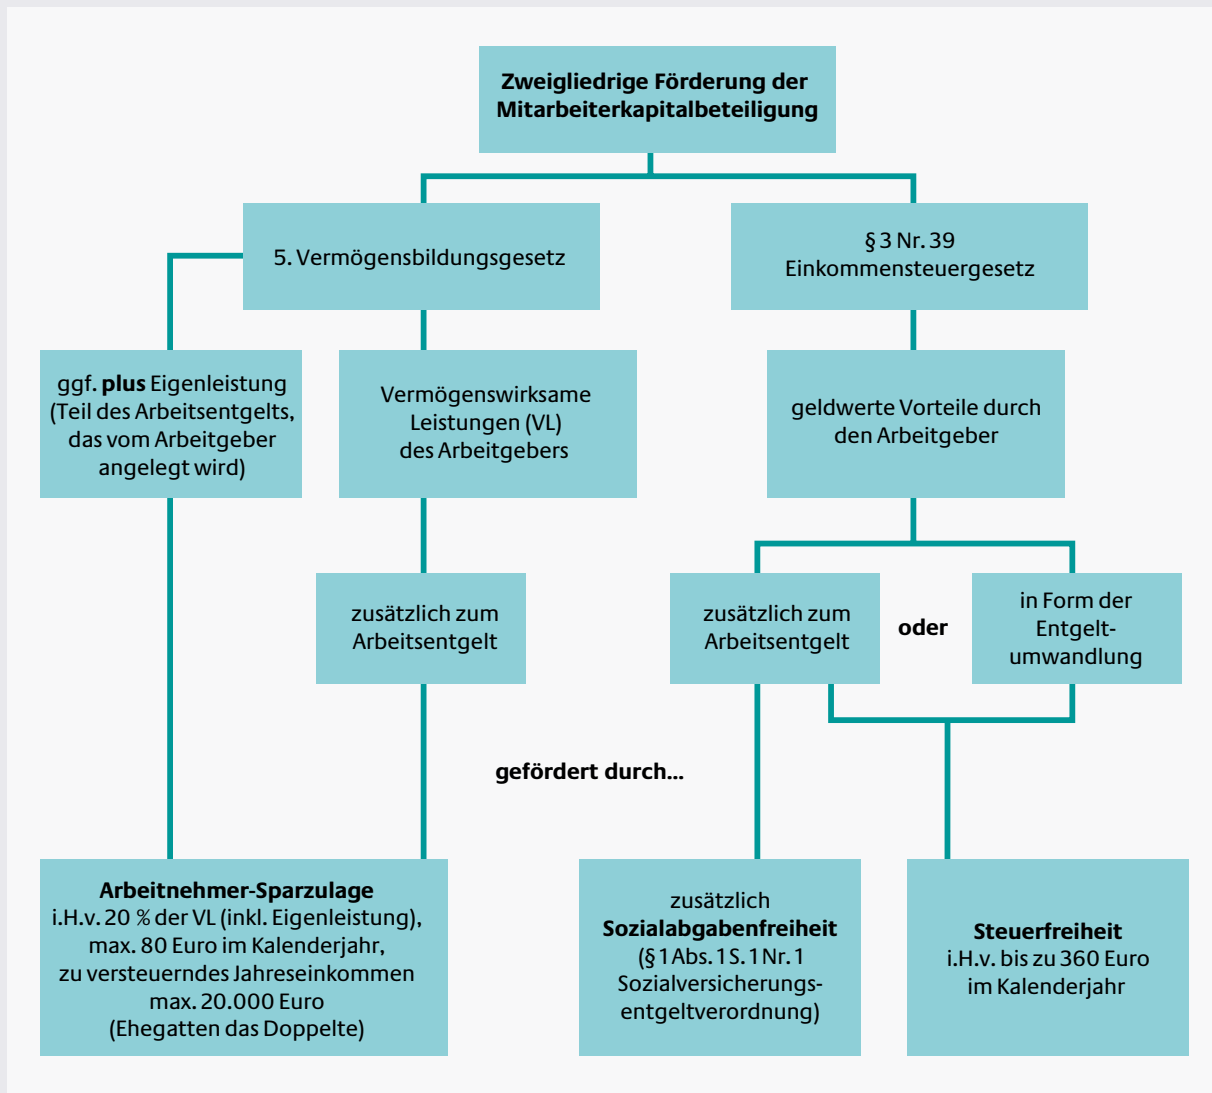 Zweigliedrige Förderung der
Mitarbeiterkapitalbeteiligung
5. Vermögensbildungsgesetz
§ 3 Nr. 39
Einkommensteuergesetz
ggf. plus Eigenleistung
(Teil des Arbeitsentgelts,
das vom Arbeitgeber
angelegt wird)
Vermögenswirksame
Leistungen (VL)
des Arbeitgebers
geldwerte Vorteile durch
den Arbeitgeber
zusätzlich zum
Arbeitsentgelt
zusätzlich zum
Arbeitsentgelt
oder
in Form der
Entgelt-
umwandlung
gefördert durch...
Arbeitnehmer-Sparzulage
i.H.v. 20 % der VL (inkl. Eigenleistung),
max. 80 Euro im Kalenderjahr,
zu versteuerndes Jahreseinkommen
max. 20.000 Euro
(Ehegatten das Doppelte)
zusätzlich
Sozialabgabenfreiheit
(§ 1 Abs. 1 S. 1 Nr. 1
Sozialversicherungs-
entgeltverordnung)
Steuerfreiheit
i.H.v. bis zu 360 Euro
im Kalenderjahr